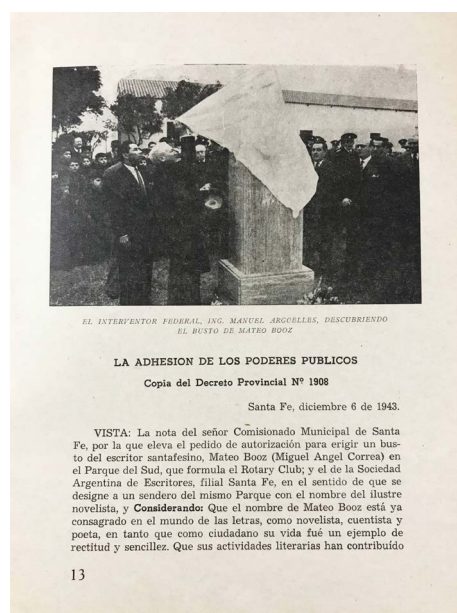 EL INTERVENTOR FEDERAL, ING. MANUEL ARGÜELLES, DESCUBRIENDO
EL BUSTO DE MATEO BOOZ
LA ADHESION DE LOS PODERES PUBLICOS
Copia del Decreto Provincial Nº 1908
Santa Fe, diciembre 6 de 1943.
VISTA: La nota del señor Comisionado Municipal de Santa
Fe, por la que eleva el pedido de autorización para erigir un bus-
to del escritor santafesino, Mateo Booz (Miguel Angel Correa) en
el Parque del Sud, que formula el Rotary Club; y el de la Sociedad
Argentina de Escritores, filial Santa Fe, en el sentido de que se
designe a un sendero del mismo Parque con el nombre del ilustre
novelista, y Considerando: Que el nombre de Mateo Booz está ya
consagrado en el mundo de las letras, como novelista, cuentista y
poeta, en tanto que como ciudadano su vida fué un ejemplo de
rectitud y sencillez. Que sus actividades literarias han contribuído
13